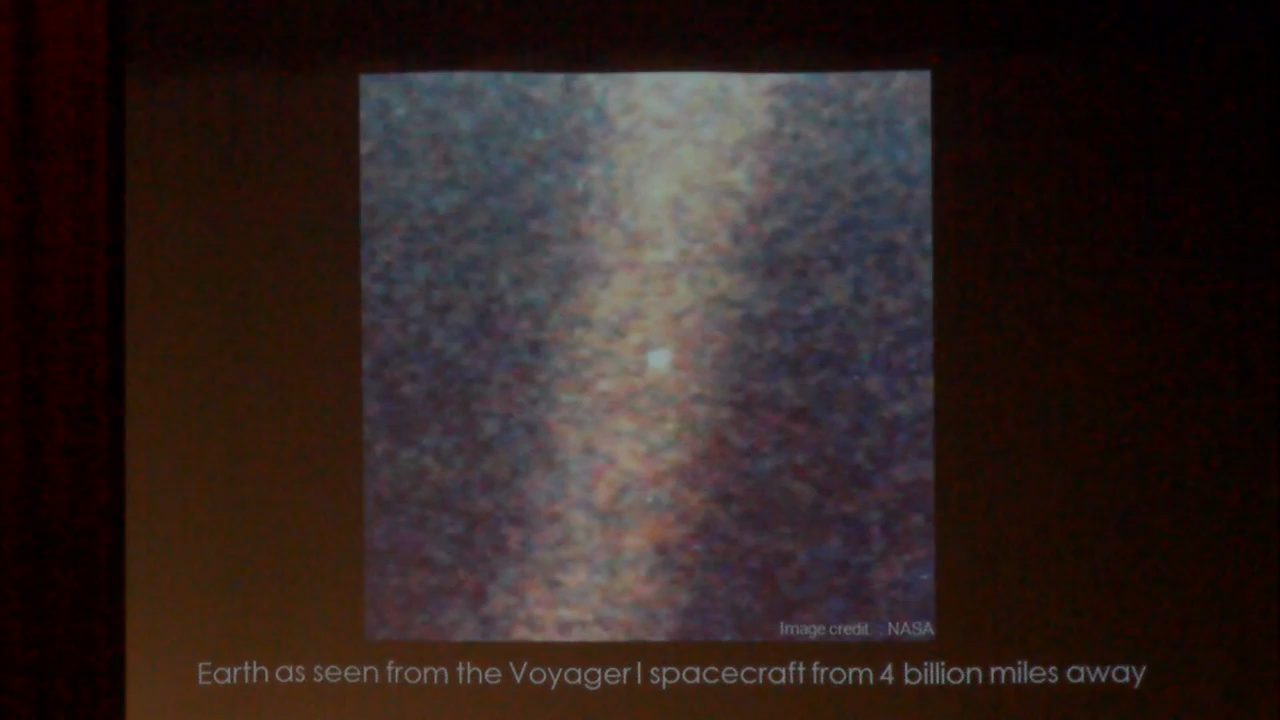 Image credit: NASA
Earth as seen from the Voyager I spacecraft from 4 billion miles away